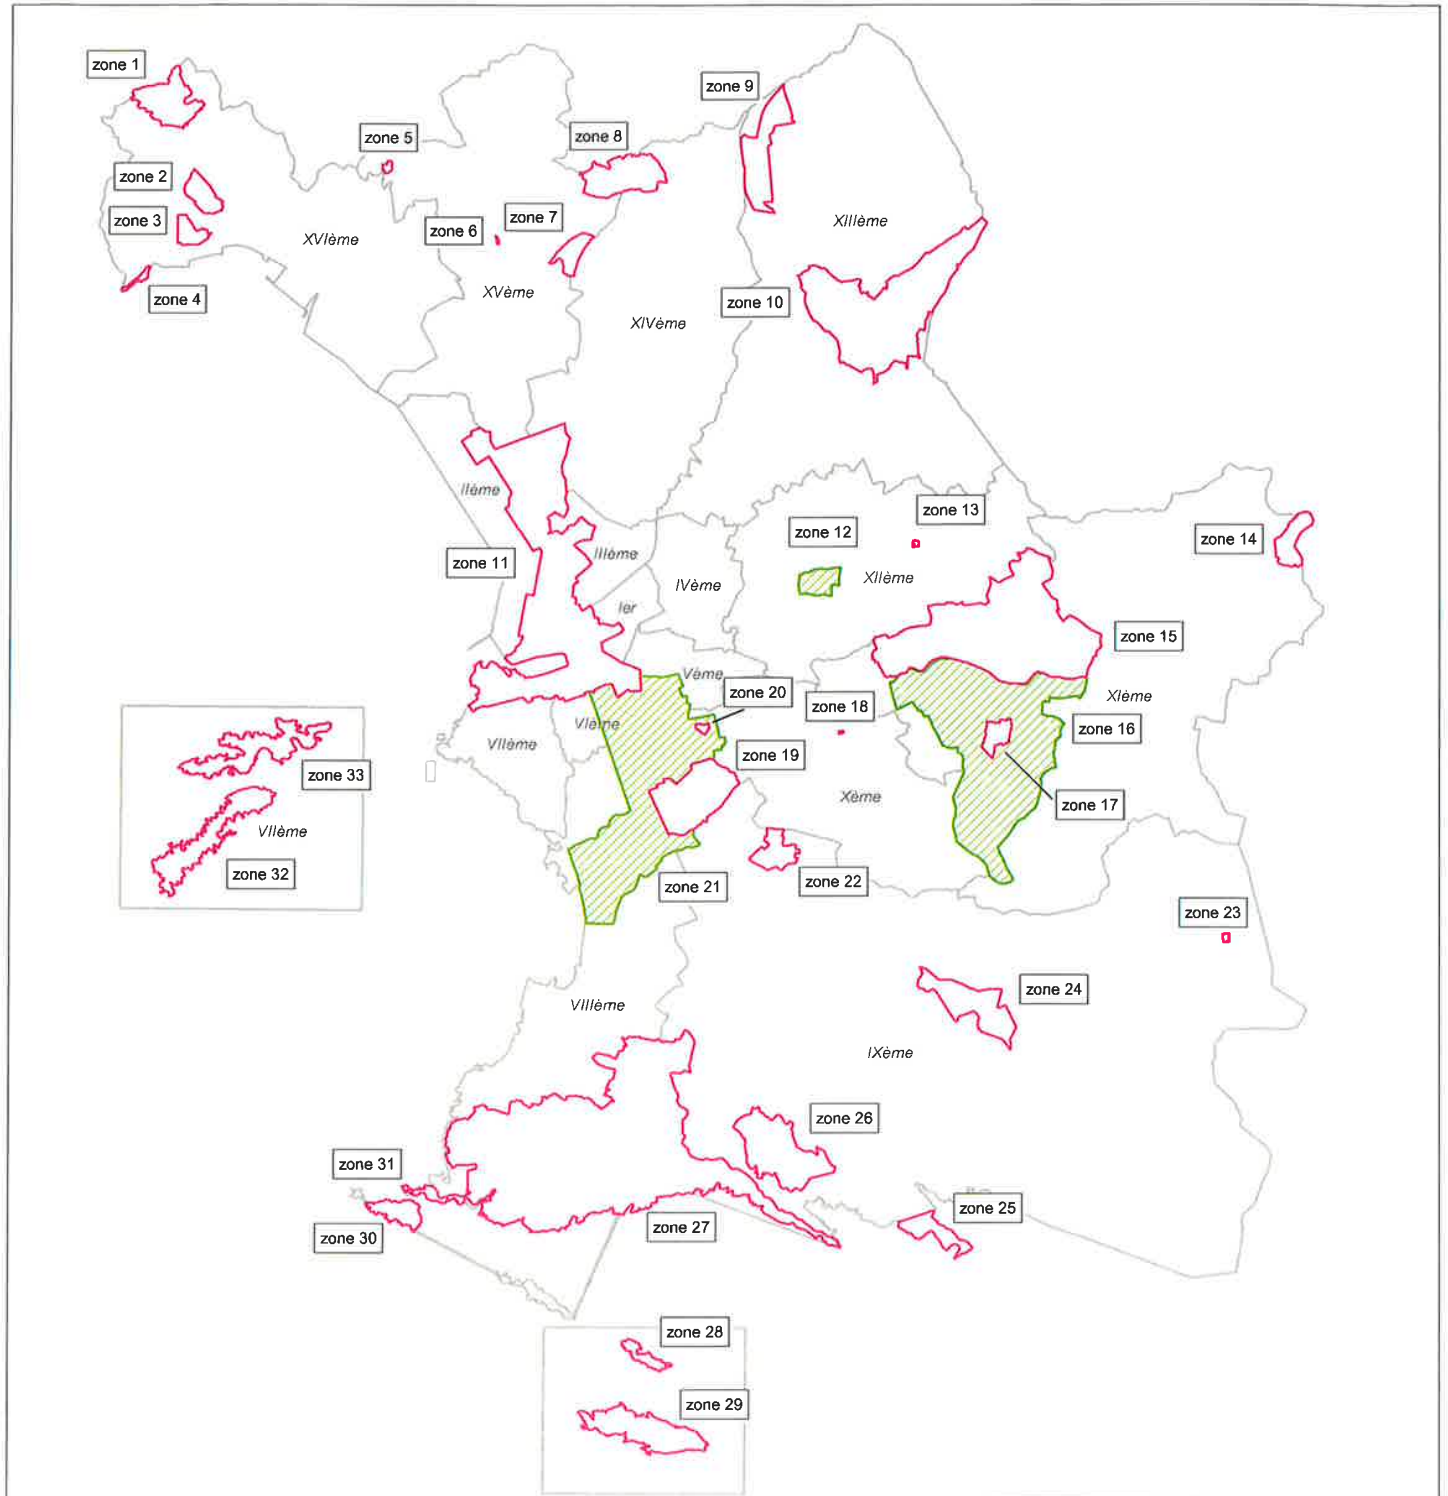 zone 1
zone 9
zone 5
zone 8
zone 2
zone 3
zone 7
zone 6
XIIIème
XVIème
zone 4
XVème
zone 10
XIVème
IIème
zone 13
zone 12
zone 14
zone 11
IIIème
IVème
XIIème
Ier
zone 15
Vème
zone 20
XIème
zone 18
VIème
zone 16
VIIème
zone 19
zone 33
Xème
zone 17
VIIème
zone 32
zone 22
zone 21
zone 23
zone 24
VIIIème
IXème
zone 26
zone 31
zone 25
zone 27
zone 30
zone 28
zone 29